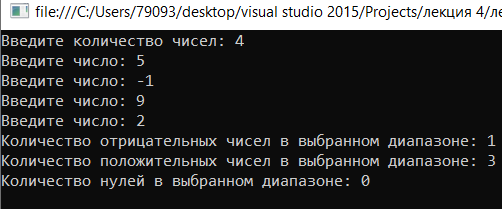 file:///C:/Users/79093/desktop/visual studio 2015/Projects/лекция 4/ле
Введите количество чисел: 4
Введите число: 5
Введите число: -1
Введите число: 9
Введите число: 2
Количество отрицательных чисел в выбранном диапазоне: 1
Количество положительных чисел в выбранном диапазоне: 3
Количество нулей в выбранном диапазоне: 0